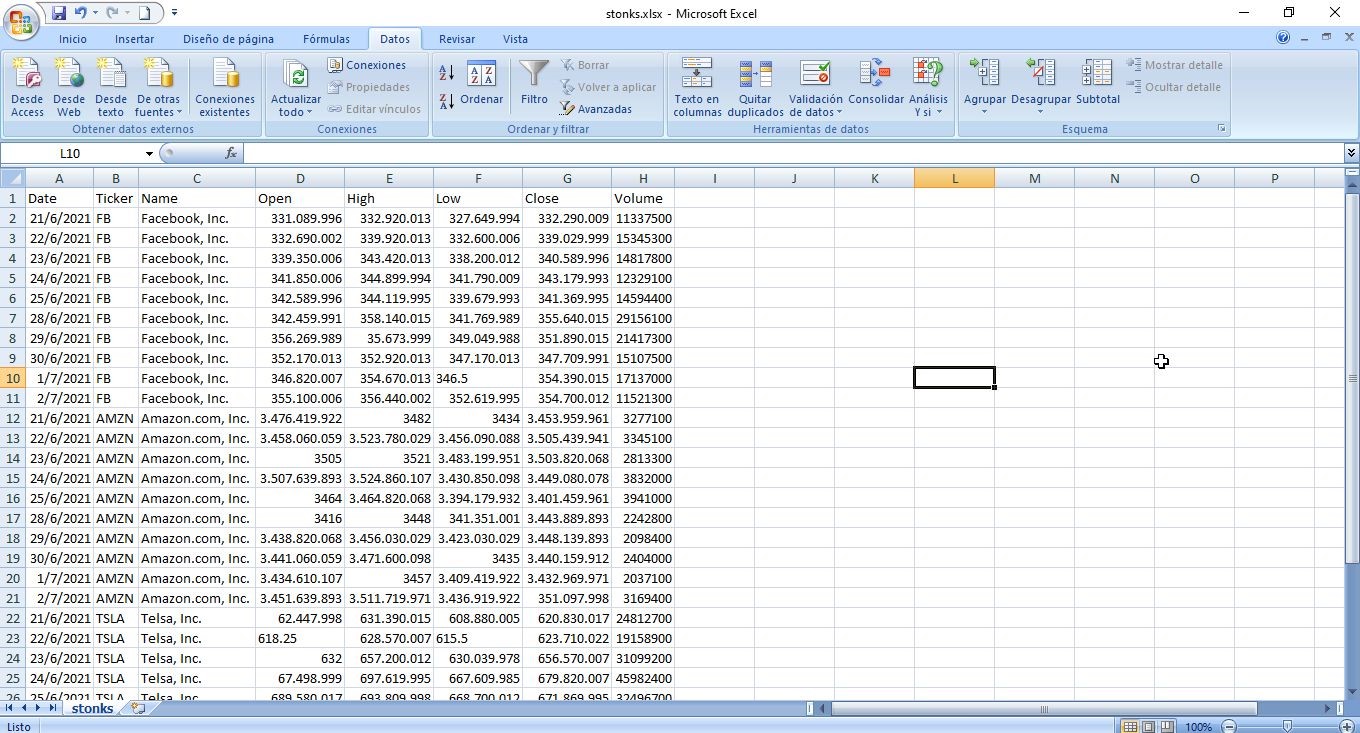 stonks.xlsx - Microsoft Excel
Inicio Insertar Diseño de página Fórmulas Datos Revisar Vista
Desde Access Desde Web Desde texto De otras fuentes Conexiones existentes
Obtener datos externos
Actualizar todo Conexiones Propiedades Editar vínculos
Conexiones
Ordenar Filtro Borrar Volver a aplicar Avanzadas
Ordenar y filtrar
Texto en columnas Quitar duplicados Validación de datos Consolidar Análisis Y si
Herramientas de datos
Agrupar Desagrupar Subtotal Mostrar detalle Ocultar detalle
Esquema
L10 fx
A B C D E F G H I J K L M N O P
1 Date Ticker Name Open High Low Close Volume
2 21/6/2021 FB Facebook, Inc. 331.089.996 332.920.013 327.649.994 332.290.009 11337500
3 22/6/2021 FB Facebook, Inc. 332.690.002 339.920.013 332.600.006 339.029.999 15345300
4 23/6/2021 FB Facebook, Inc. 339.350.006 343.420.013 338.200.012 340.589.996 14817800
5 24/6/2021 FB Facebook, Inc. 341.850.006 344.899.994 341.790.009 343.179.993 12329100
6 25/6/2021 FB Facebook, Inc. 342.589.996 344.119.995 339.679.993 341.369.995 14594400
7 28/6/2021 FB Facebook, Inc. 342.459.991 358.140.015 341.769.989 355.640.015 29156100
8 29/6/2021 FB Facebook, Inc. 356.269.989 35.673.999 349.049.988 351.890.015 21417300
9 30/6/2021 FB Facebook, Inc. 352.170.013 352.920.013 347.170.013 347.709.991 15107500
10 1/7/2021 FB Facebook, Inc. 346.820.007 354.670.013 346.5 354.390.015 17137000
11 2/7/2021 FB Facebook, Inc. 355.100.006 356.440.002 352.619.995 354.700.012 11521300
12 21/6/2021 AMZN Amazon.com, Inc. 3.476.419.922 3482 3434 3.453.959.961 3277100
13 22/6/2021 AMZN Amazon.com, Inc. 3.458.060.059 3.523.780.029 3.456.090.088 3.505.439.941 3345100
14 23/6/2021 AMZN Amazon.com, Inc. 3505 3521 3.483.199.951 3.503.820.068 2813300
15 24/6/2021 AMZN Amazon.com, Inc. 3.507.639.893 3.524.860.107 3.430.850.098 3.449.080.078 3832000
16 25/6/2021 AMZN Amazon.com, Inc. 3464 3.464.820.068 3.394.179.932 3.401.459.961 3941000
17 28/6/2021 AMZN Amazon.com, Inc. 3416 3448 341.351.001 3.443.889.893 2242800
18 29/6/2021 AMZN Amazon.com, Inc. 3.438.820.068 3.456.030.029 3.423.030.029 3.448.139.893 2098400
19 30/6/2021 AMZN Amazon.com, Inc. 3.441.060.059 3.471.600.098 3435 3.440.159.912 2404000
20 1/7/2021 AMZN Amazon.com, Inc. 3.434.610.107 3457 3.409.419.922 3.432.969.971 2037100
21 2/7/2021 AMZN Amazon.com, Inc. 3.451.639.893 3.511.719.971 3.436.919.922 351.097.998 3169400
22 21/6/2021 TSLA Telsa, Inc. 62.447.998 631.390.015 608.880.005 620.830.017 24812700
23 22/6/2021 TSLA Telsa, Inc. 618.25 628.570.007 615.5 623.710.022 19158900
24 23/6/2021 TSLA Telsa, Inc. 632 657.200.012 630.039.978 656.570.007 31099200
25 24/6/2021 TSLA Telsa, Inc. 67.498.999 697.619.995 667.609.985 679.820.007 45982400
26 25/6/2021 TSLA Telsa, Inc. 689.580.017 693.809.998 668.700.012 671.869.995 32496700
stonks
Listo 100%